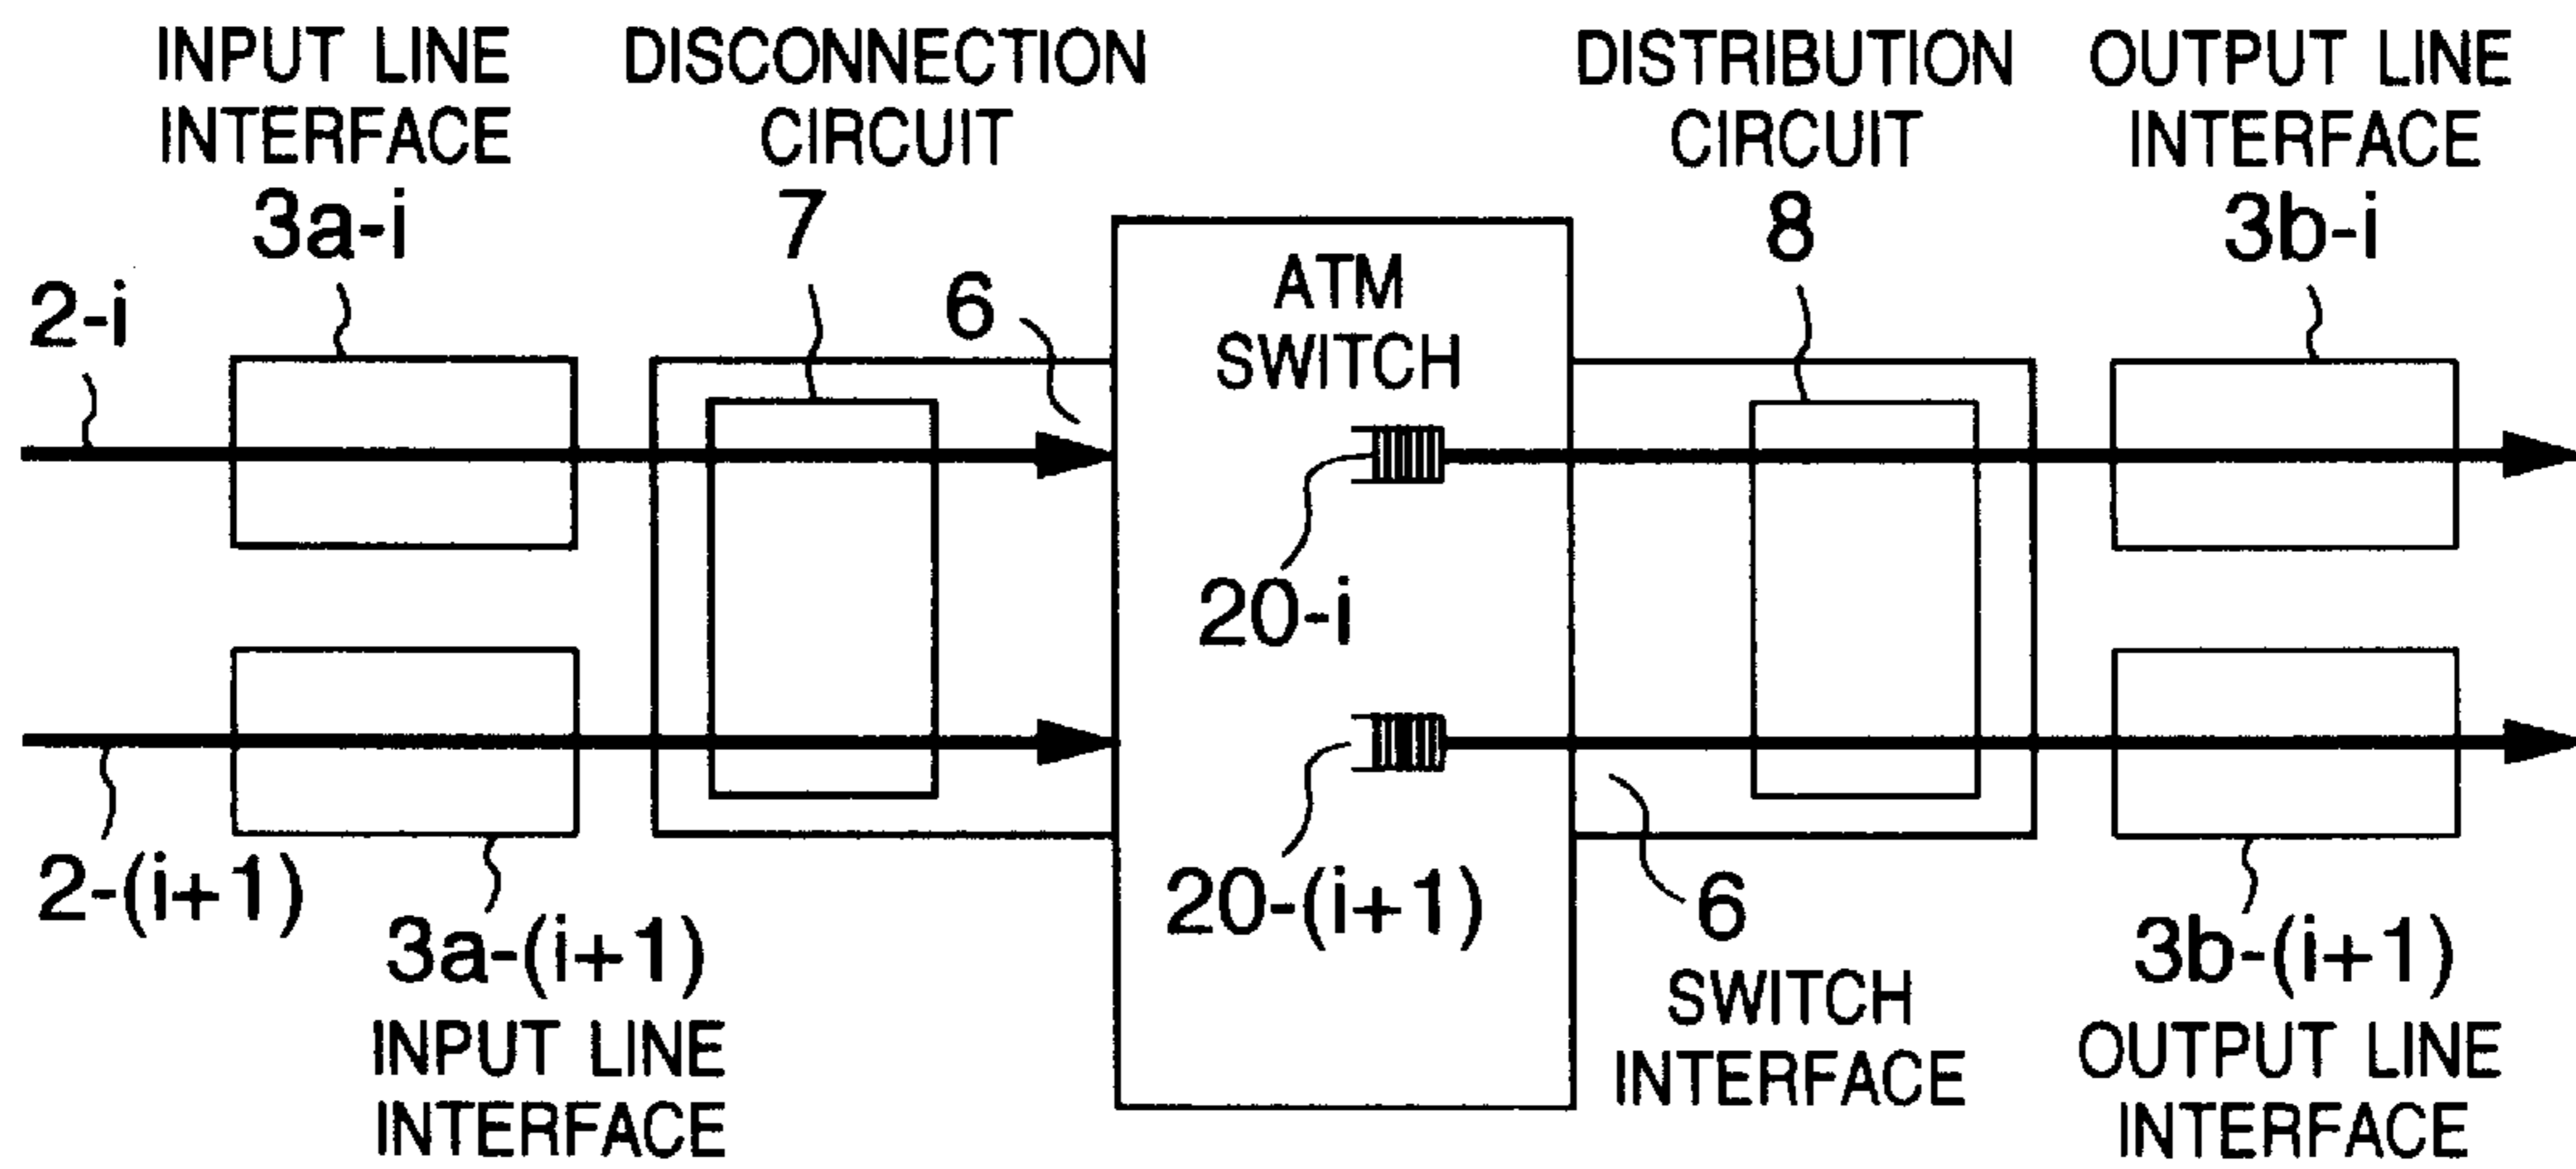 INPUT LINE
INTERFACE
3a-i
DISCONNECTION
CIRCUIT
7
DISTRIBUTION
CIRCUIT
8
OUTPUT LINE
INTERFACE
3b-i
2-i
6
ATM
SWITCH
20-i
2-(i+1)
3a-(i+1)
INPUT LINE
INTERFACE
20-(i+1)
6
SWITCH
INTERFACE
3b-(i+1)
OUTPUT LINE
INTERFACE